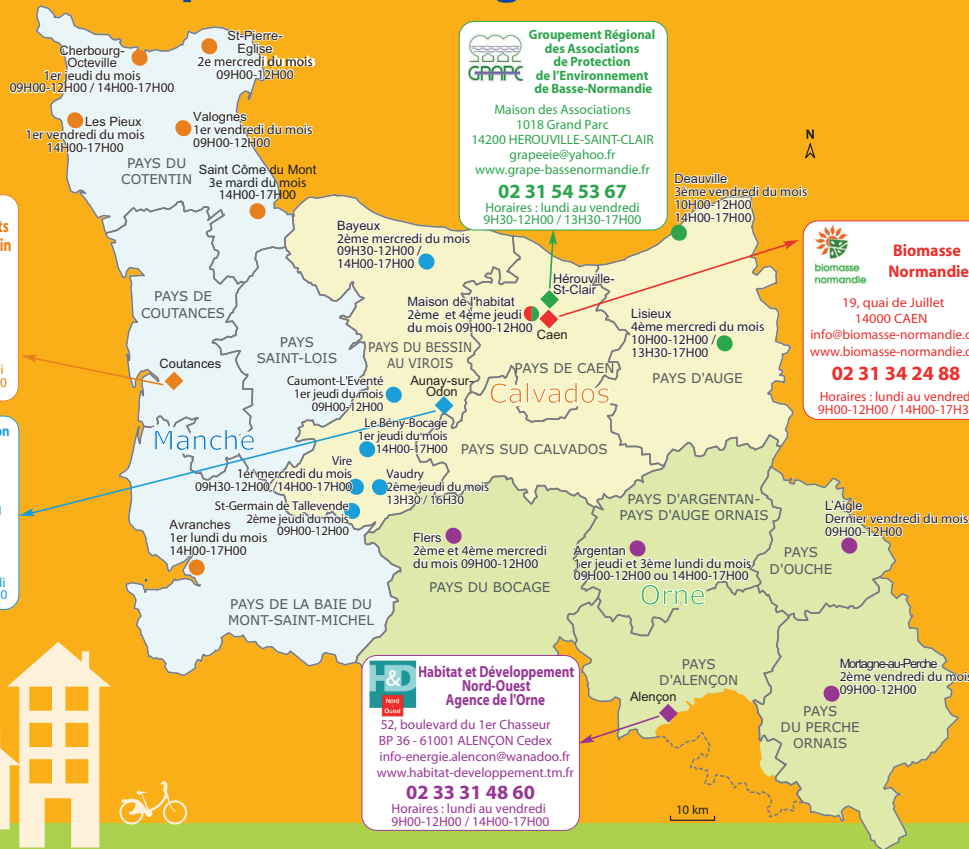 St-Pierre-
Eglise
2e mercredi du mois
09H00-12H00
Cherbourg-
Octeville
1er jeudi du mois
09H00-12H00 / 14H00-17H00
Les Pieux
1er vendredi du mois
14H00-17H00
Valognes
1er vendredi du mois
09H00-12H00
PAYS DU
COTENTIN
Saint Côme du Mont
3e mardi du mois
14H00-17H00
GRAPE
Groupement Régional
des Associations
de Protection
de l'Environnement
de Basse-Normandie
Maison des Associations
1018 Grand Parc
14200 HEROUVILLE-SAINT-CLAIR
grapeeie@yahoo.fr
www.grape-bassenormandie.fr
02 31 54 53 67
Horaires : lundi au vendredi
9H30-12H00 / 13H30-17H00
N
Deauville
3ème vendredi du mois
10H00-12H00
14H00-17H00
biomasse
normandie
Biomasse
Normandie
19, quai de Juillet
14000 CAEN
info@biomasse-normandie.o
www.biomasse-normandie.o
02 31 34 24 88
Horaires : lundi au vendred
9H00-12H00 / 14H00-17H3
Bayeux
2ème mercredi du mois
09H30-12H00 /
14H00-17H00
Hérouville-
St-Clair
Maison de l'habitat
2ème et 4ème jeudi
du mois 09H00-12H00
Caen
Lisieux
4ème mercredi du mois
10H00-12H00 /
13H30-17H00
PAYS DE
COUTANCES
Coutances
PAYS
SAINT-LOIS
PAYS DU BESSIN
AU VIROIS
PAYS DE CAEN
PAYS D'AUGE
Calvados
Caumont-L'Eventé
1er jeudi du mois
09H00-12H00
Aunay-sur-
Odon
Le Bény-Bocage
1er jeudi du mois
14H00-17H00
Manche
PAYS SUD CALVADOS
Vire
1er mercredi du mois
09H30-12H00 /14H00-17H00
Vaudry
2ème jeudi du mois
13H30 / 16H30
St-Germain de Tallevende
2ème jeudi du mois
09H00-12H00
Avranches
1er lundi du mois
14H00-17H00
Flers
2ème et 4ème mercredi
du mois 09H00-12H00
PAYS DU BOCAGE
PAYS D'ARGENTAN-
PAYS D'AUGE ORNAIS
Argentan
1er jeudi et 3ème lundi du mois
09H00-12H00 ou 14H00-17H00
Orne
L'Aigle
Dernier vendredi du mois
09H00-12H00
PAYS
D'OUCHE
PAYS DE LA BAIE DU
MONT-SAINT-MICHEL
H&D
Nord
Ouest
Habitat et Développement
Nord-Ouest
Agence de l'Orne
52, boulevard du 1er Chasseur
BP 36 - 61001 ALENÇON Cedex
info-energie.alencon@wanadoo.fr
www.habitat-developpement.tm.fr
02 33 31 48 60
Horaires : lundi au vendredi
9H00-12H00 / 14H00-17H00
PAYS
D'ALENÇON
Alençon
Mortagne-au-Perche
2ème vendredi du mois
09H00-12H00
PAYS
DU PERCHE
ORNAIS
10 km